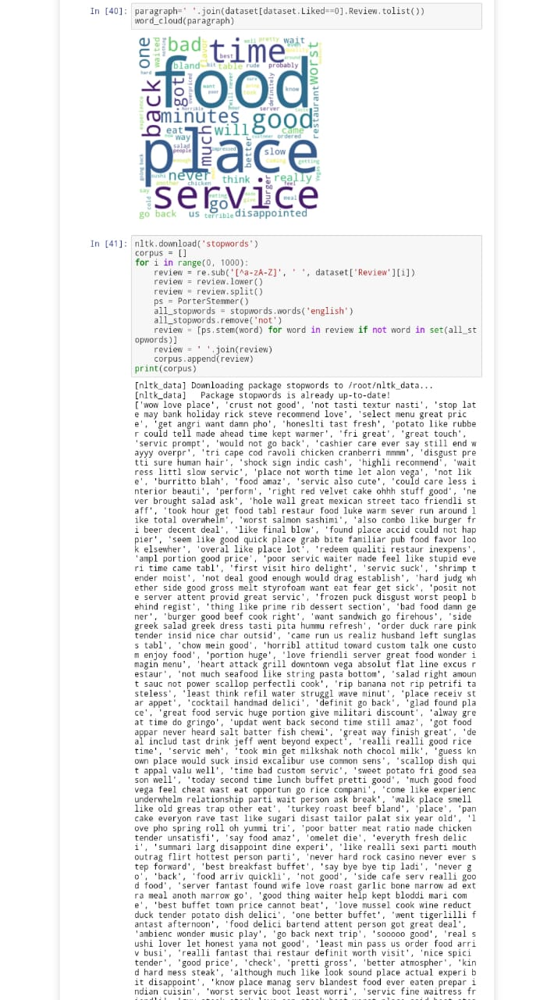 In [40]: paragraph=' '.join(dataset[dataset.Liked==0].Review.tolist())
word_cloud(paragraph)
one
waited
bad
flavor
time
well
pretty
wait
even
worst
best
bland
hit
table
rude
probably
hard
back
got
overpriced
food
want
poor
definitely
know
restaurant
experience
horrible
server
minutes
good
eat
will
came
now
way
much
customer
ordered
salad
people
impressed
better
slow
place
enough
coming
getting
going back
sushi
never
another
chicken
think
burger
really
feel
Vegas
say
cold
service
eating
go
give
meal
go back
us
terrible
disappointed
In [41]: nltk.download('stopwords')
corpus = []
for i in range(0, 1000):
review = re.sub('[^a-zA-Z]', ' ', dataset['Review'][i])
review = review.lower()
review = review.split()
ps = PorterStemmer()
all_stopwords = stopwords.words('english')
all_stopwords.remove('not')
review = [ps.stem(word) for word in review if not word in set(all_st
opwords)]
review = ' '.join(review)
corpus.append(review)
print(corpus)
[nltk_data] Downloading package stopwords to /root/nltk_data...
[nltk_data]   Package stopwords is already up-to-date!
['wow love place', 'crust not good', 'not tasti textur nasti', 'stop lat
e may bank holiday rick steve recommend love', 'select menu great pric
e', 'get angri want damn pho', 'honeslti tast fresh', 'potato like rubbe
r could tell made ahead time kept warmer', 'fri great', 'great touch',
'servic prompt', 'would not go back', 'cashier care ever say still end w
ayyy overpr', 'tri cape cod ravoli chicken cranberri mmmm', 'disgust pre
tti sure human hair', 'shock sign indic cash', 'highli recommend', 'wait
ress littl slow servic', 'place not worth time let alon vega', 'not lik
e', 'burritto blah', 'food amaz', 'servic also cute', 'could care less i
nterior beauti', 'perform', 'right red velvet cake ohhh stuff good', 'ne
ver brought salad ask', 'hole wall great mexican street taco friendli st
aff', 'took hour get food tabl restaur food luke warm sever run around l
ike total overwhelm', 'worst salmon sashimi', 'also combo like burger fr
i beer decent deal', 'like final blow', 'found place accid could not hap
pier', 'seem like good quick place grab bite familiar pub food favor loo
k elsewher', 'overal like place lot', 'redeem qualiti restaur inexpens',
'ampl portion good price', 'poor servic waiter made feel like stupid eve
ri time came tabl', 'first visit hiro delight', 'servic suck', 'shrimp t
ender moist', 'not deal good enough would drag establish', 'hard judg wh
ether side good gross melt styrofoam want eat fear get sick', 'posit not
e server attent provid great servic', 'frozen puck disgust worst peopl b
ehind regist', 'thing like prime rib dessert section', 'bad food damn ge
ner', 'burger good beef cook right', 'want sandwich go firehous', 'side
greek salad greek dress tasti pita hummu refresh', 'order duck rare pink
tender insid nice char outsid', 'came run us realiz husband left sunglas
s tabl', 'chow mein good', 'horribl attitud toward custom talk one custo
m enjoy food', 'portion huge', 'love friendli server great food wonder i
magin menu', 'heart attack grill downtown vega absolut flat line excus r
estaur', 'not much seafood like string pasta bottom', 'salad right amoun
t sauc not power scallop perfectli cook', 'rip banana not rip petrifi ta
steless', 'least think refil water struggl wave minut', 'place receiv st
ar appet', 'cocktail handmad delici', 'definit go back', 'glad found pla
ce', 'great food servic huge portion give militari discount', 'alway gre
at time do gringo', 'updat went back second time still amaz', 'got food
appar never heard salt batter fish chewi', 'great way finish great', 'de
al includ tast drink jeff went beyond expect', 'realli realli good rice
time', 'servic meh', 'took min get milkshak noth chocol milk', 'guess kn
own place would suck insid excalibur use common sens', 'scallop dish qui
t appal valu well', 'time bad custom servic', 'sweet potato fri good sea
son well', 'today second time lunch buffet pretti good', 'much good food
vega feel cheat wast eat opportun go rice compani', 'come like experienc
underwhelm relationship parti wait person ask break', 'walk place smell
like old greas trap other eat', 'turkey roast beef bland', 'place', 'pan
cake everyon rave tast like sugari disast tailor palat six year old', 'l
ove pho spring roll oh yummi tri', 'poor batter meat ratio made chicken
tender unsatisfi', 'say food amaz', 'omelet die', 'everyth fresh delic
i', 'summari larg disappoint dine experi', 'like realli sexi parti mouth
outrag flirt hottest person parti', 'never hard rock casino never ever s
tep forward', 'best breakfast buffet', 'say bye bye tip ladi', 'never g
o', 'back', 'food arriv quickli', 'not good', 'side cafe serv realli goo
d food', 'server fantast found wife love roast garlic bone marrow ad ext
ra meal anoth marrow go', 'good thing waiter help kept bloddi mari com
e', 'best buffet town price cannot beat', 'love mussel cook wine reduct
duck tender potato dish delici', 'one better buffet', 'went tigerlilli f
antast afternoon', 'food delici bartend attent person got great deal',
'ambienc wonder music play', 'go back next trip', 'sooooo good', 'real s
ushi lover let honest yama not good', 'least min pass us order food arri
v busi', 'realli fantast thai restaur definit worth visit', 'nice spici
tender', 'good price', 'check', 'pretti gross', 'better atmospher', 'kin
d hard mess steak', 'although much like look sound place actual experi b
it disappoint', 'know place manag serv blandest food ever eaten prepar i
ndian cuisin', 'worst servic boot least worri', 'servic fine waitress fr